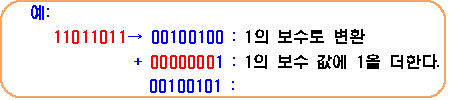 예:
11011011→ 00100100 : 1의 보수로 변환
+ 00000001 : 1의 보수 값에 1을 더한다.
00100101 :